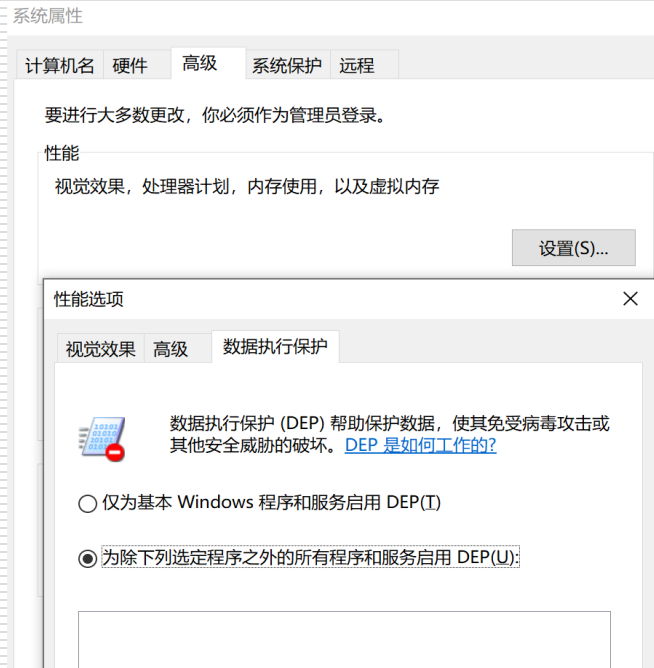 系统属性
计算机名 硬件 高级 系统保护 远程
要进行大多数更改，你必须作为管理员登录。
性能
视觉效果，处理器计划，内存使用，以及虚拟内存
设置(S)...
性能选项
视觉效果 高级 数据执行保护
数据执行保护 (DEP) 帮助保护数据，使其免受病毒攻击或
其他安全威胁的破坏。DEP 是如何工作的?
仅为基本 Windows 程序和服务启用 DEP(T)
为除下列选定程序之外的所有程序和服务启用 DEP(U):